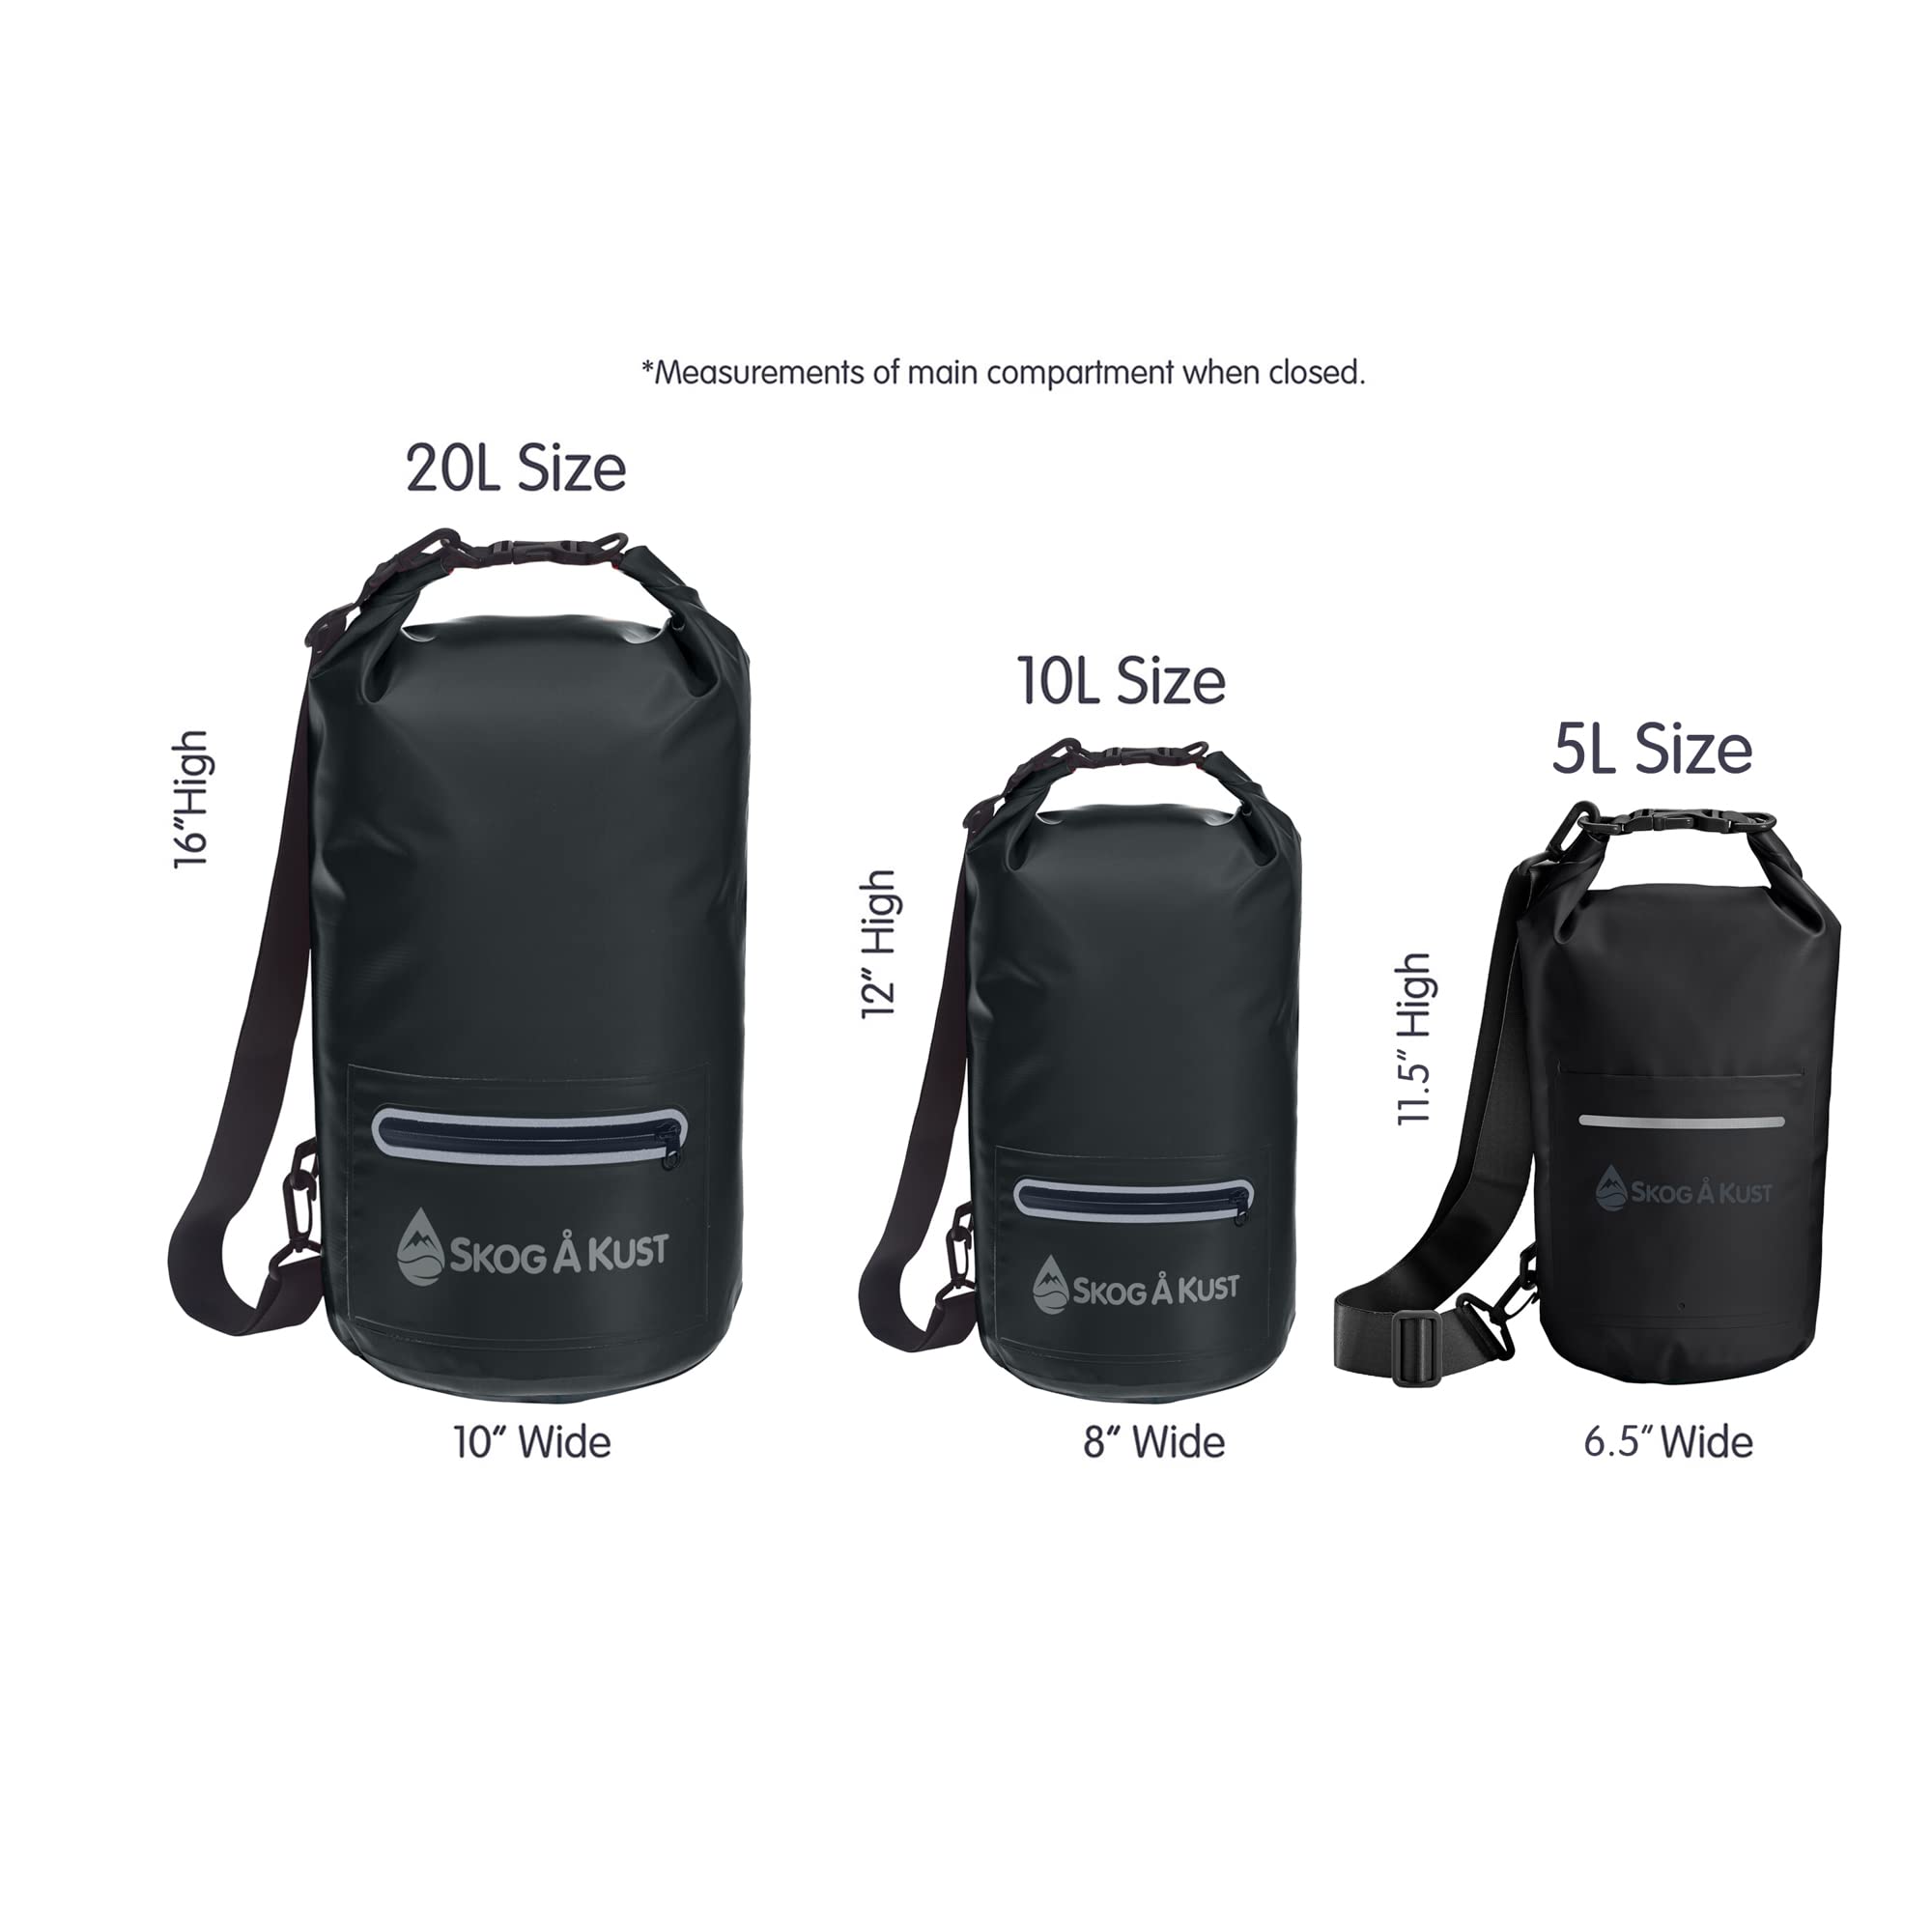 *Measurements of main compartment when closed.
20L Size
16”High
SKOG Å KUST
10” Wide
10L Size
12” High
SKOG Å KUST
8” Wide
5L Size
11.5” High
SKOG Å KUST
6.5” Wide